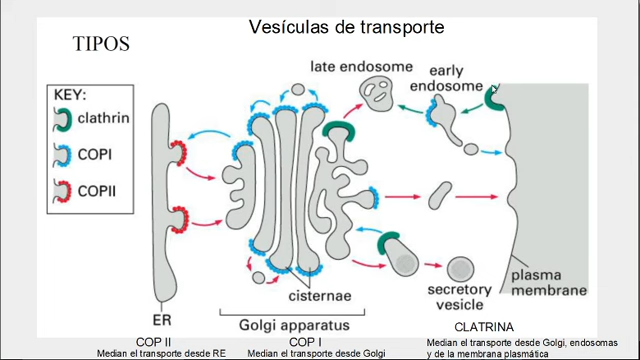 Vesículas de transporte
TIPOS
KEY:
clathrin
COPI
COPII
late endosome
early
endosome
cisternae
ER
Golgi apparatus
secretory
vesicle
plasma
membrane
COP II
Median el transporte desde RE
COP I
Median el transporte desde Golgi
CLATRINA
Median el transporte desde Golgi, endosomas
y de la membrana plasmática